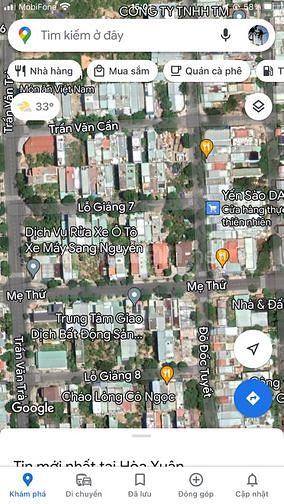 MobiFone
58%
CÔNG TY TNHH TM
Tìm kiếm ở đây
Nhà hàng
Mua sắm
Quán cà phê
Món ăn Việt Nam
33°
Trần Văn Cẩn
Lỗ Giáng 7
Yến Sào DA
Cửa hàng thực
thiên nhiên
Dịch Vụ Rửa Xe Ô Tô
Xe Máy Sang Nguyễn
Mẹ Thứ
Mẹ Thứ
Nhà & Đất
Trung Tâm Giao
Dịch Bất Động Sản...
Trần Văn Trà
Đô Đốc Tuyết
Lỗ Giáng 8
Cháo Lòng Cô Ngọc
Google
Tin mới nhất tại Hòa Xuân
Khám phá
Di chuyển
Đã lưu
Đóng góp
Cập nhật